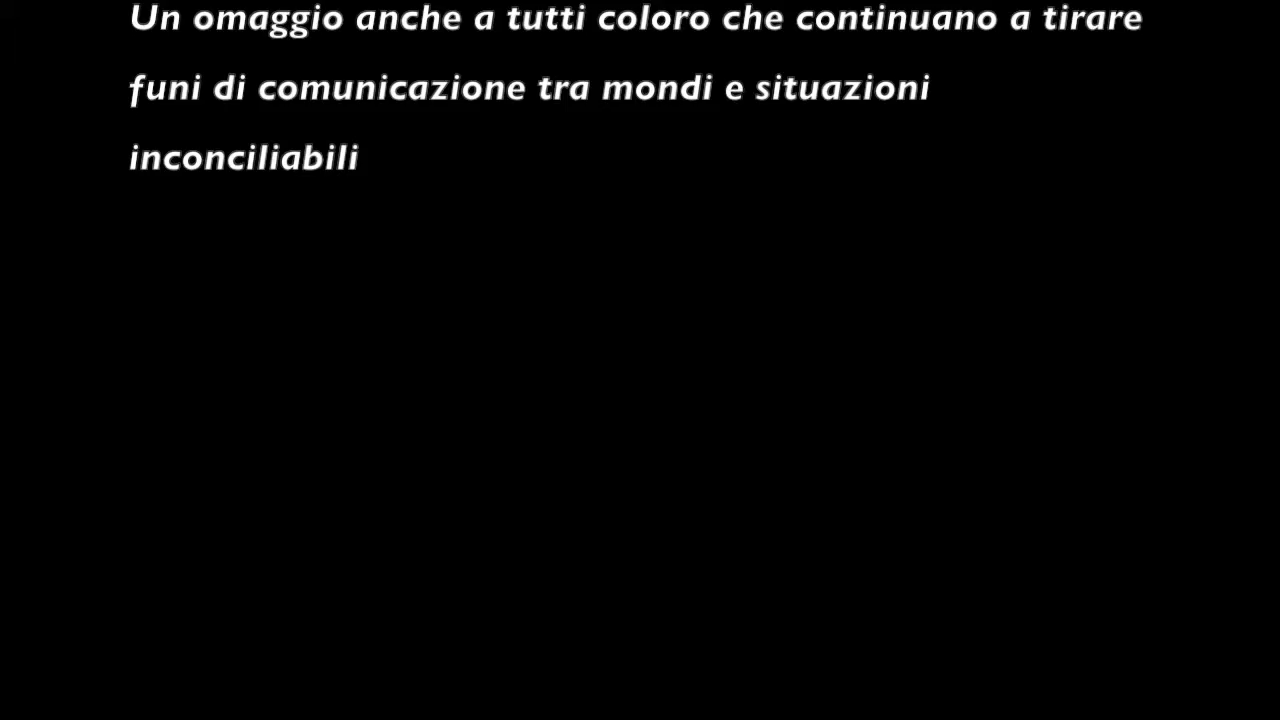 Un omaggio anche a tutti coloro che continuano a tirare
funi di comunicazione tra mondi e situazioni
inconciliabili